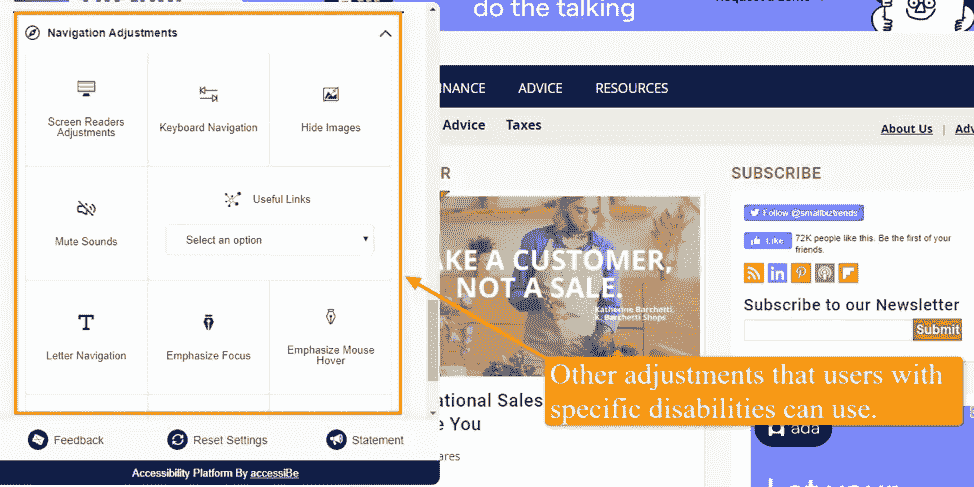 do the talking
Navigation Adjustments
Screen Readers
Adjustments
Keyboard Navigation
Hide Images
Mute Sounds
Useful Links
Select an option
Letter Navigation
Emphasize Focus
Emphasize Mouse
Hover
Feedback
Reset Settings
Statement
Accessibility Platform By accessiBe
INANCE ADVICE RESOURCES
Advice Taxes
About Us | Adv
R
AKE A CUSTOMER,
NOT A SALE.
Katherine Barchetti,
K. Barchetti Shops
ational Sales
e You
ares
SUBSCRIBE
Follow @smallbiztrends
Like
72K people like this. Be the first of your
friends.
Subscribe to our Newsletter
Submit
Other adjustments that users with
specific disabilities can use.
ada
Let your